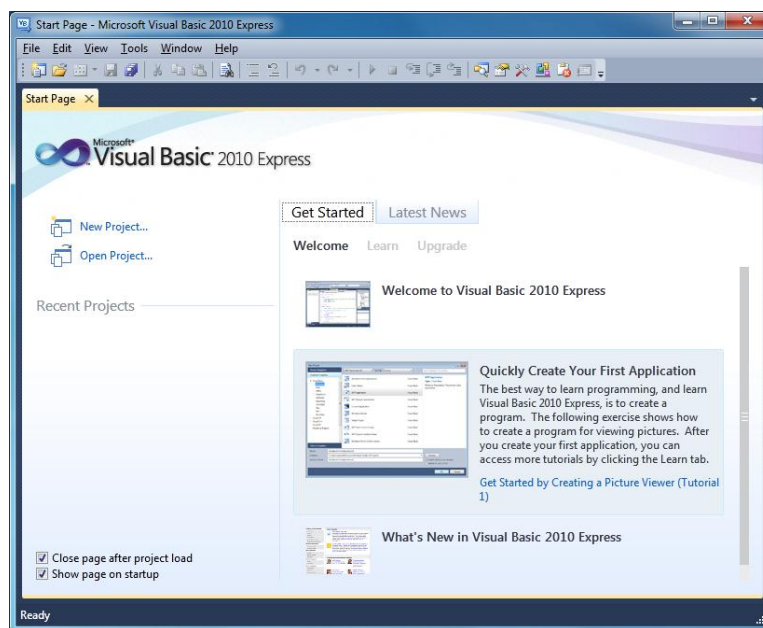 Start Page - Microsoft Visual Basic 2010 Express
File Edit View Tools Window Help
Start Page
Microsoft
Visual Basic 2010 Express
New Project...
Open Project...
Recent Projects
Close page after project load
Show page on startup
Get Started Latest News
Welcome Learn Upgrade
Welcome to Visual Basic 2010 Express
Quickly Create Your First Application
The best way to learn programming, and learn
Visual Basic 2010 Express, is to create a
program. The following exercise shows how
to create a program for viewing pictures. After
you create your first application, you can
access more tutorials by clicking the Learn tab.
Get Started by Creating a Picture Viewer (Tutorial
1)
What's New in Visual Basic 2010 Express
Ready